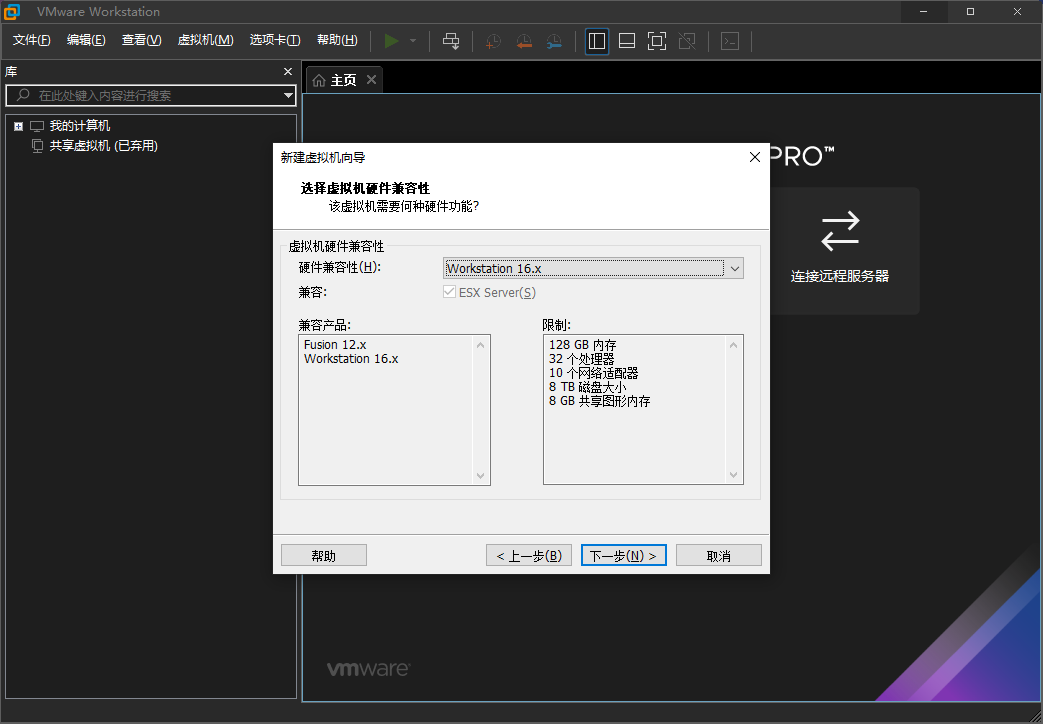 VMware Workstation
文件(F) 编辑(E) 查看(V) 虚拟机(M) 选项卡(T) 帮助(H)
库
在此处键入内容进行搜索
我的计算机
共享虚拟机 (已弃用)
主页
PRO™
连接远程服务器
新建虚拟机向导
选择虚拟机硬件兼容性
该虚拟机需要何种硬件功能?
虚拟机硬件兼容性
硬件兼容性(H): Workstation 16.x
兼容: ESX Server(S)
兼容产品:
Fusion 12.x
Workstation 16.x
限制:
128 GB 内存
32 个处理器
10 个网络适配器
8 TB 磁盘大小
8 GB 共享图形内存
帮助 < 上一步(B) 下一步(N) > 取消
vmware